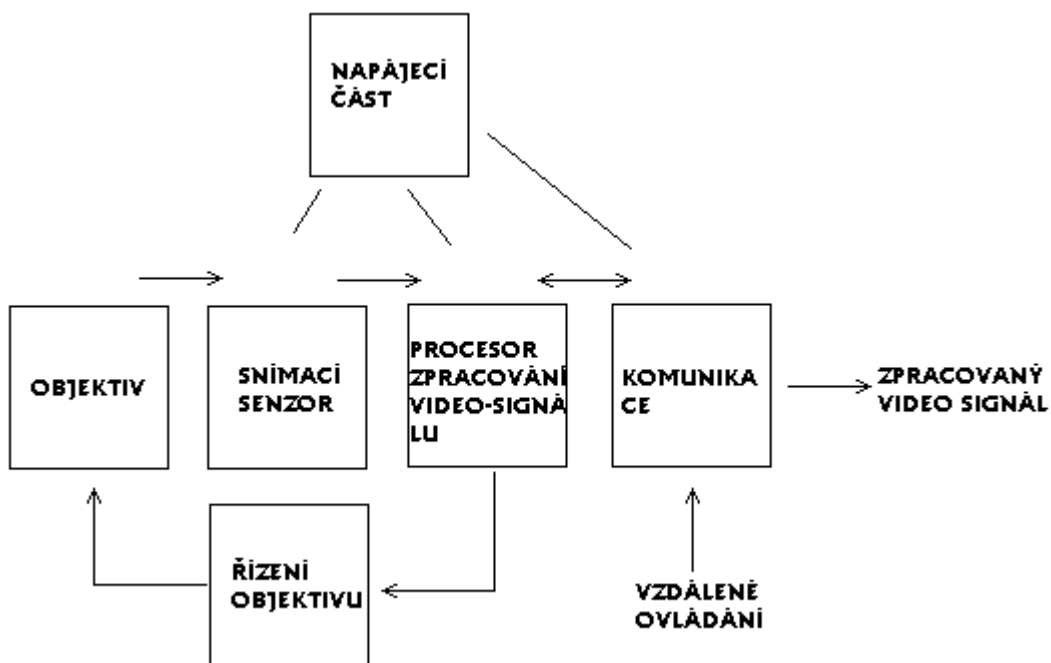 NAPÁJECÍ
ČÁST
OBJEKTIV
SNÍMACÍ
SENZOR
PROCESOR
ZPRACOVÁNÍ
VIDEO-SIGNÁ
LU
KOMUNIKA
CE
ZPRACOVANÝ
VIDEO SIGNÁL
ŘÍZENÍ
OBJEKTIVU
VZDÁLENÉ
OVLÁDÁNÍ